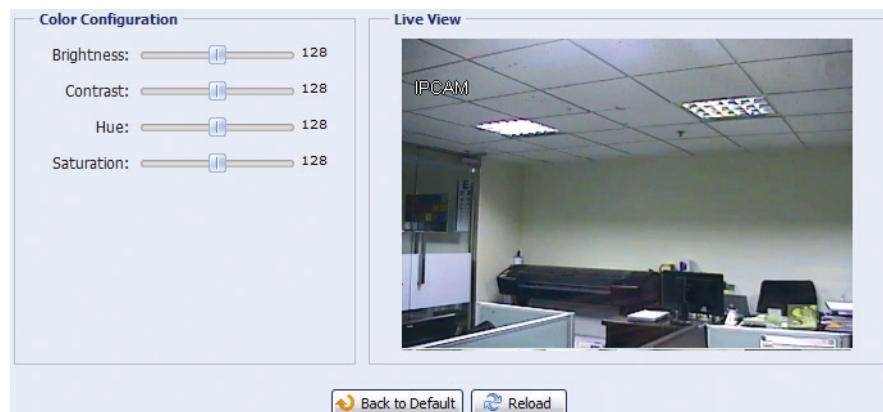 Color Configuration
Brightness: 128
Contrast: 128
Hue: 128
Saturation: 128
Live View
IPCAM
Back to Default
Reload